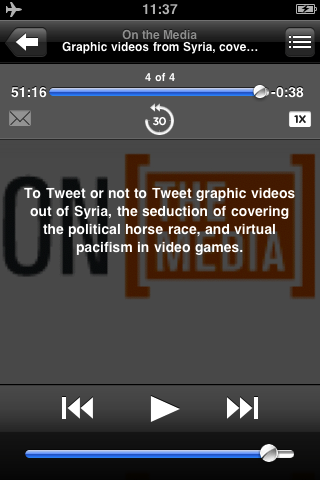 11:37
On the Media
Graphic videos from Syria, cove...
4 of 4
51:16
-0:38
30
1X
ON THE MEDIA
To Tweet or not to Tweet graphic videos
out of Syria, the seduction of covering
the political horse race, and virtual
pacifism in video games.